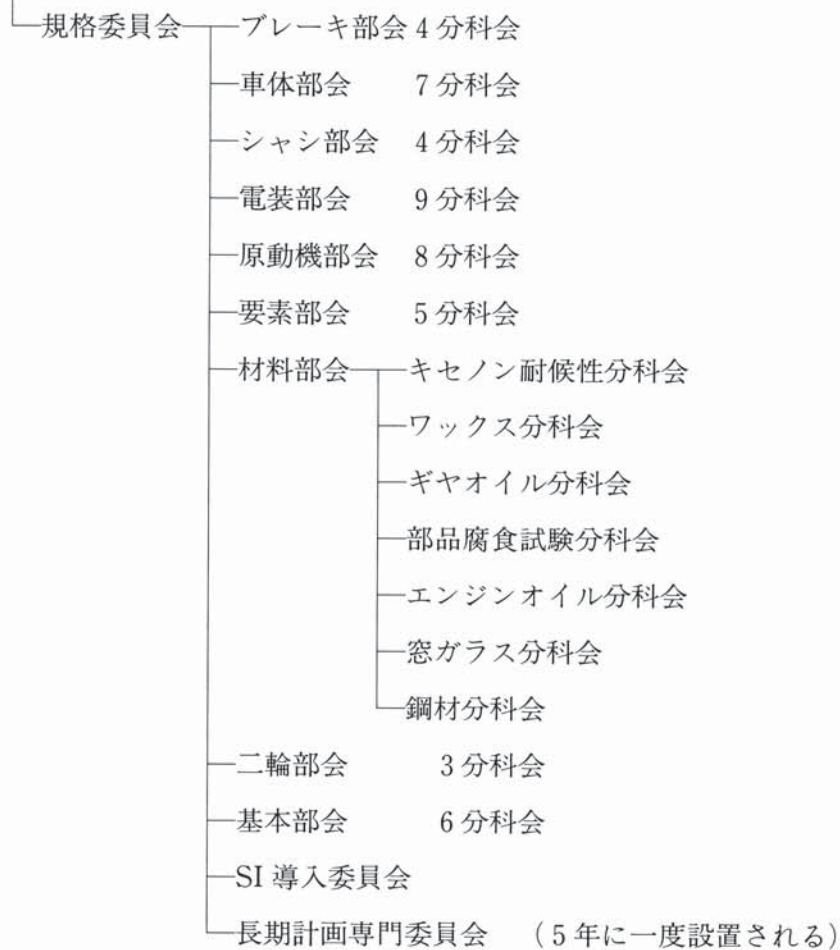 規格委員会 ブレーキ部会 4分科会
車体部会 7分科会
シャシ部会 4分科会
電装部会 9分科会
原動機部会 8分科会
要素部会 5分科会
材料部会 キセノン耐候性分科会
ワックス分科会
ギヤオイル分科会
部品腐食試験分科会
エンジンオイル分科会
窓ガラス分科会
鋼材分科会
二輪部会 3分科会
基本部会 6分科会
SI 導入委員会
長期計画専門委員会 (5年に一度設置される)